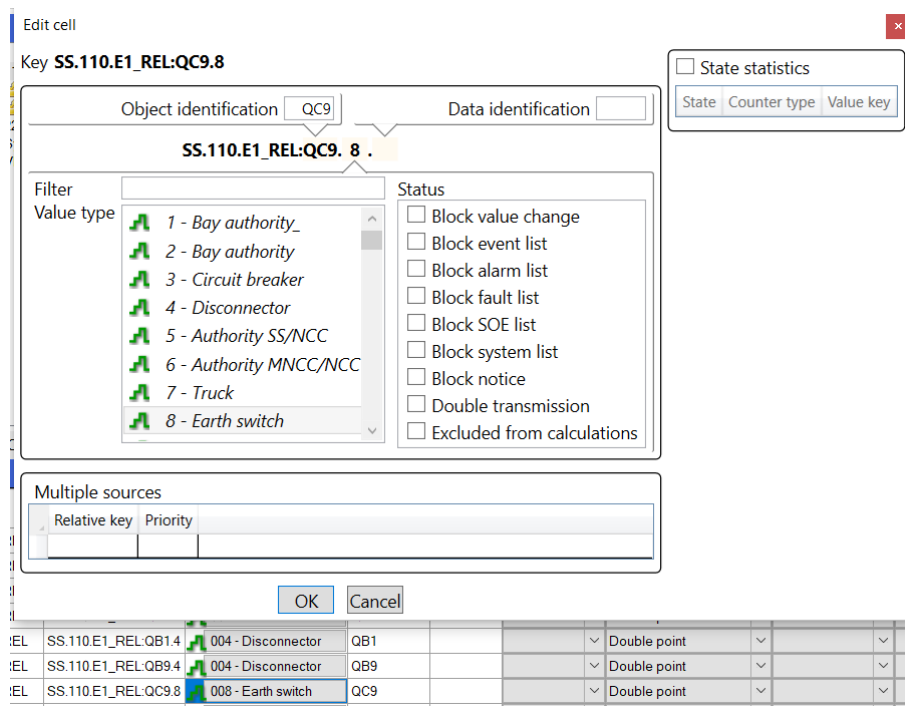 Edit cell
Key SS.110.E1_REL:QC9.8
State statistics
State Counter type Value key
Object identification QC9 Data identification
SS.110.E1_REL:QC9. 8 .
Filter
Value type
1 - Bay authority_
2 - Bay authority
3 - Circuit breaker
4 - Disconnector
5 - Authority SS/NCC
6 - Authority MNCC/NCC
7 - Truck
8 - Earth switch
Status
Block value change
Block event list
Block alarm list
Block fault list
Block SOE list
Block system list
Block notice
Double transmission
Excluded from calculations
Multiple sources
Relative key Priority
OK Cancel
REL SS.110.E1_REL:QB1.4 004 - Disconnector QB1 Double point
REL SS.110.E1_REL:QB9.4 004 - Disconnector QB9 Double point
REL SS.110.E1_REL:QC9.8 008 - Earth switch QC9 Double point